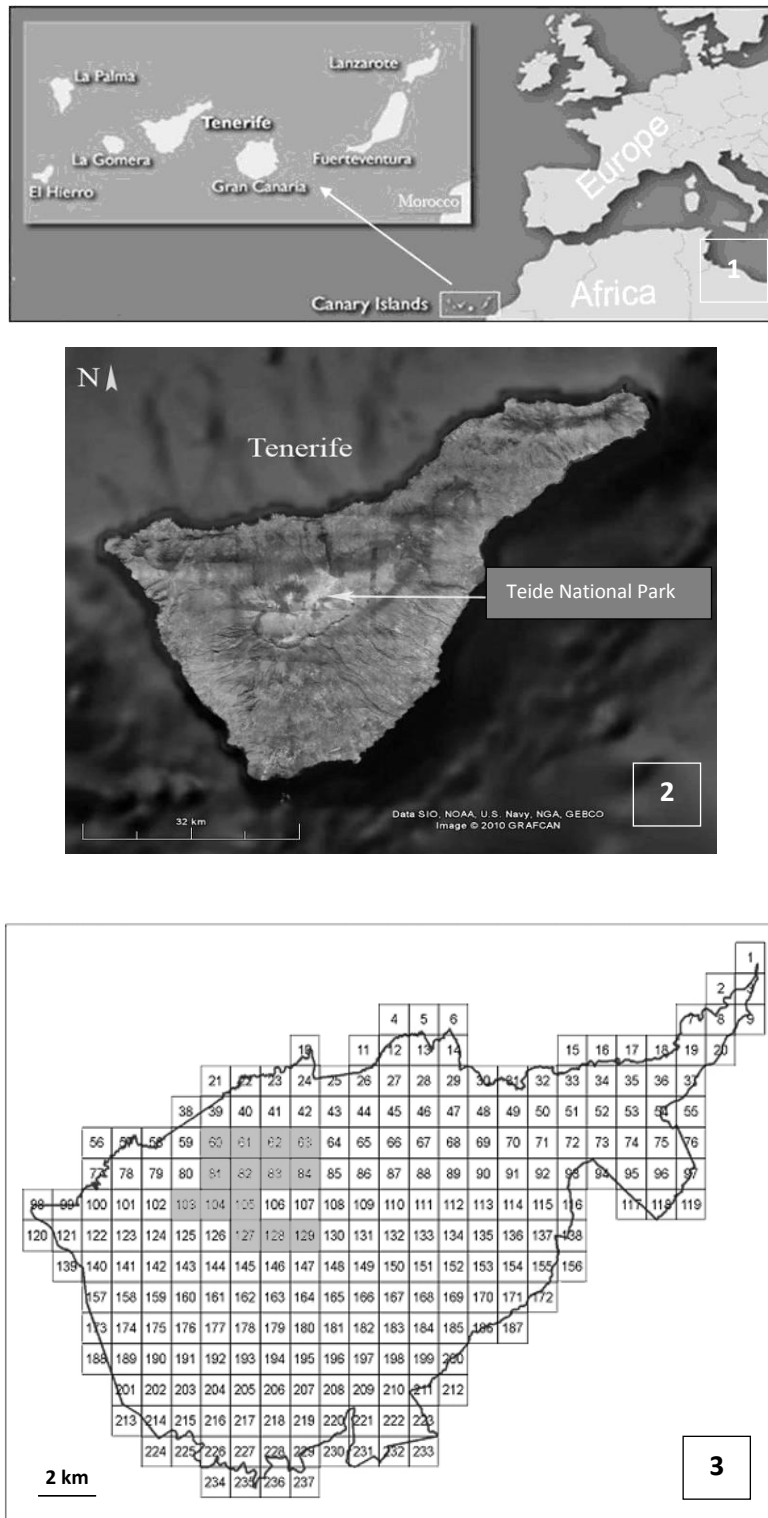 La Palma
Lanzarote
Tenerife
La Gomera
Fuerteventura
El Hierro
Gran Canaria
Morocco
Europe
1
Canary Islands
Africa
N
Tenerife
Teide National Park
2
32 km
Data SIO, NOAA, U.S. Navy, NGA, GEBCO
Image © 2010 GRAFCAN
1
2 3
4 5 6 7 8 9
10 11 12 13 14 15 16 17 18 19 20
21 22 23 24 25 26 27 28 29 30 31 32 33 34 35 36 37
38 39 40 41 42 43 44 45 46 47 48 49 50 51 52 53 54 55
56 57 58 59 60 61 62 63 64 65 66 67 68 69 70 71 72 73 74 75 76
77 78 79 80 81 82 83 84 85 86 87 88 89 90 91 92 93 94 95 96 97
98 99 100 101 102 103 104 105 106 107 108 109 110 111 112 113 114 115 116 117 118 119
120 121 122 123 124 125 126 127 128 129 130 131 132 133 134 135 136 137 138
139 140 141 142 143 144 145 146 147 148 149 150 151 152 153 154 155 156
157 158 159 160 161 162 163 164 165 166 167 168 169 170 171 172
173 174 175 176 177 178 179 180 181 182 183 184 185 186 187
188 189 190 191 192 193 194 195 196 197 198 199 200
201 202 203 204 205 206 207 208 209 210 211 212
213 214 215 216 217 218 219 220 221 222 223
224 225 226 227 228 229 230 231 232 233
234 235 236 237
2 km
3